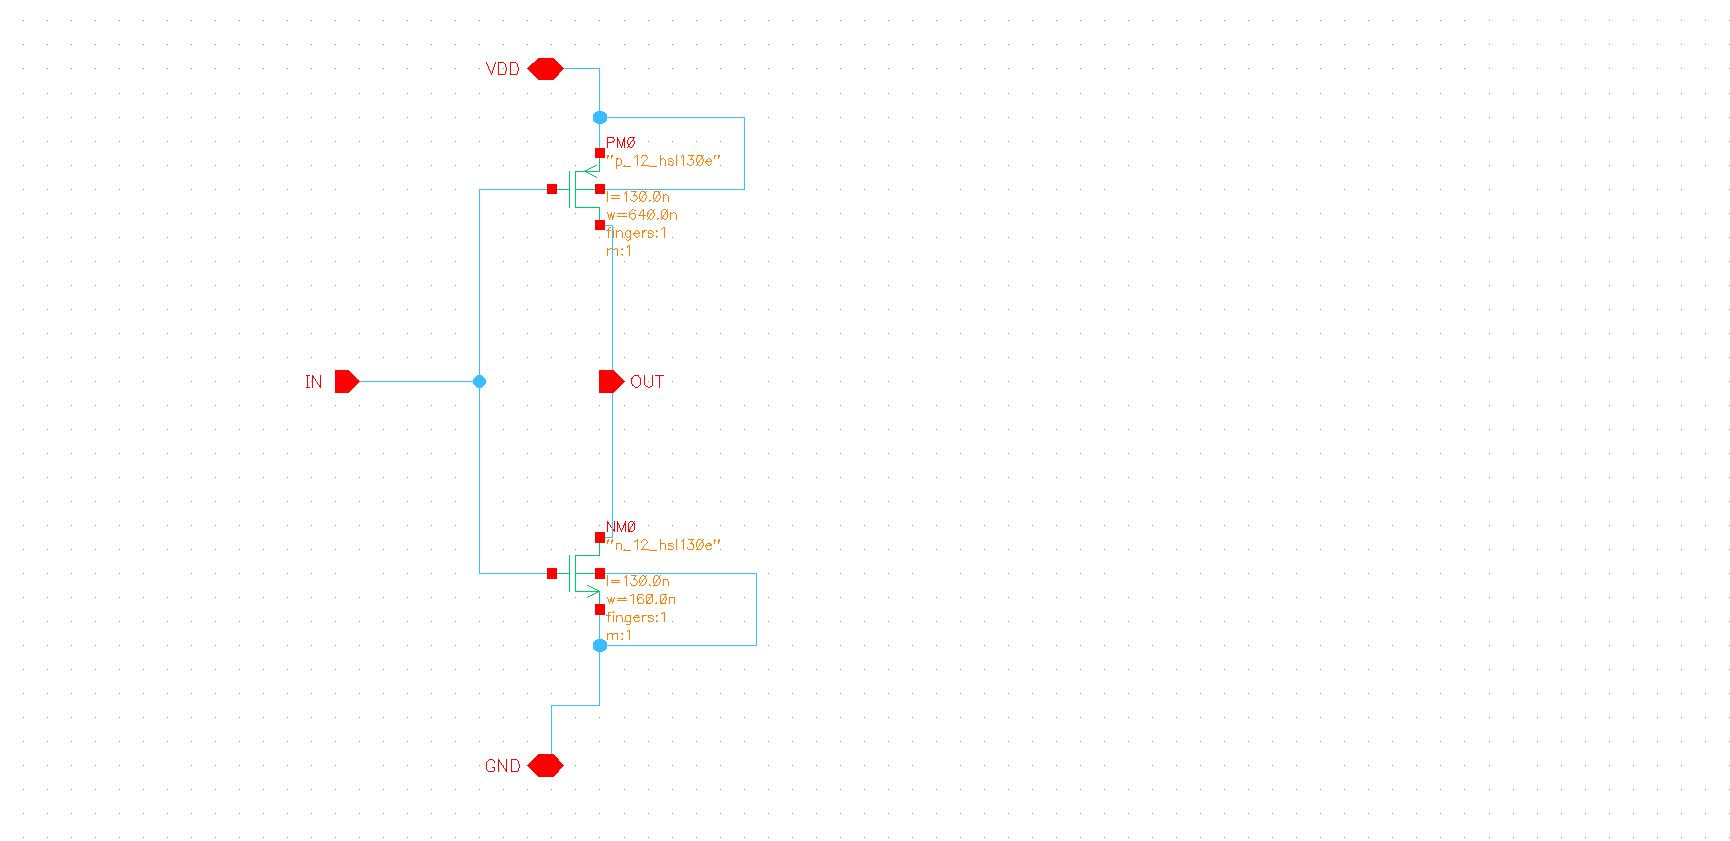 VDD
PMØ
"p_12_hsl130e"
l=130.0n
w=640.0n
fingers:1
m:1
IN
OUT
NMØ
"n_12_hsl130e"
l=130.0n
w=160.0n
fingers:1
m:1
GND